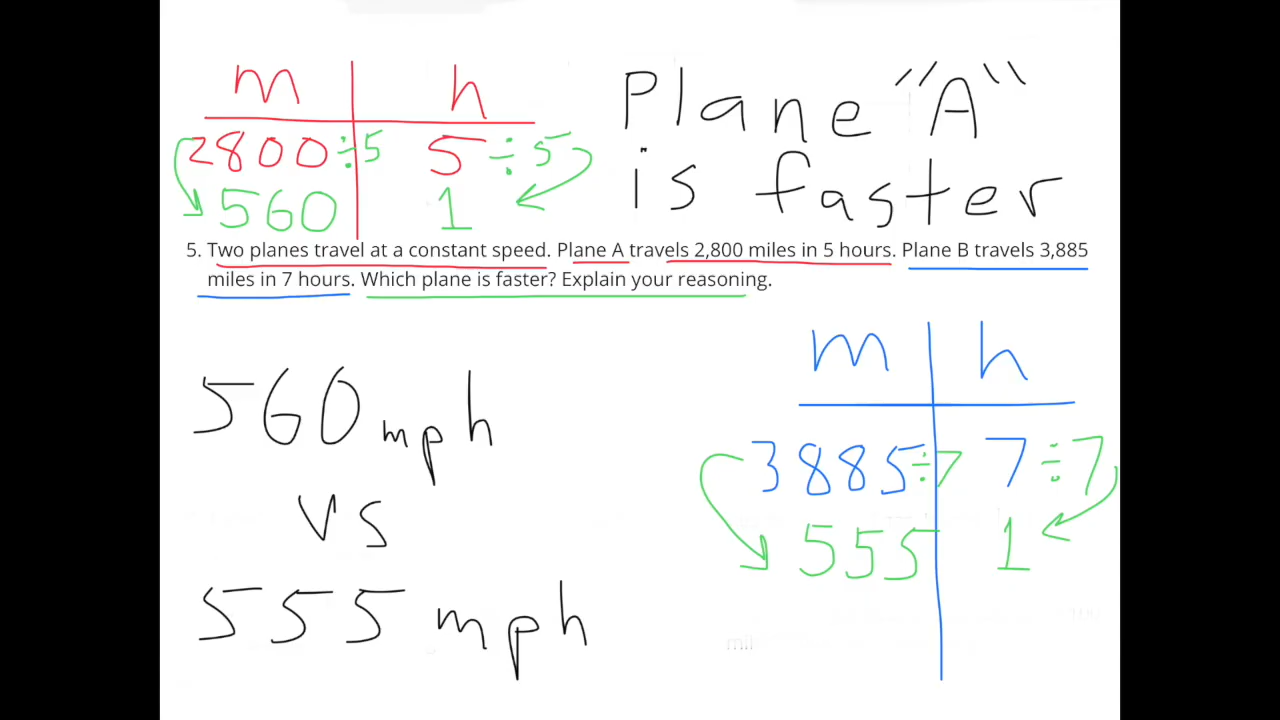 m h
2800 ÷5 5 ÷5
560 1
Plane "A"
is faster
5. Two planes travel at a constant speed. Plane A travels 2,800 miles in 5 hours. Plane B travels 3,885
miles in 7 hours. Which plane is faster? Explain your reasoning.
560 mph
vs
555 mph
m h
3885 ÷7 7 ÷7
555 1
mil